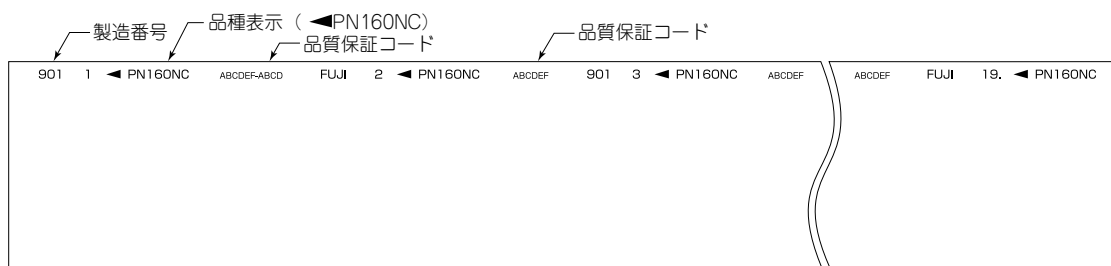 品種表示（ ◀PN160NC）
製造番号
品質保証コード 品質保証コード
901 1 ◀ PN160NC ABCDEF-ABCD FUJI 2 ◀ PN160NC ABCDEF 901 3 ◀ PN160NC ABCDEF ABCDEF FUJI 19. ◀ PN160NC